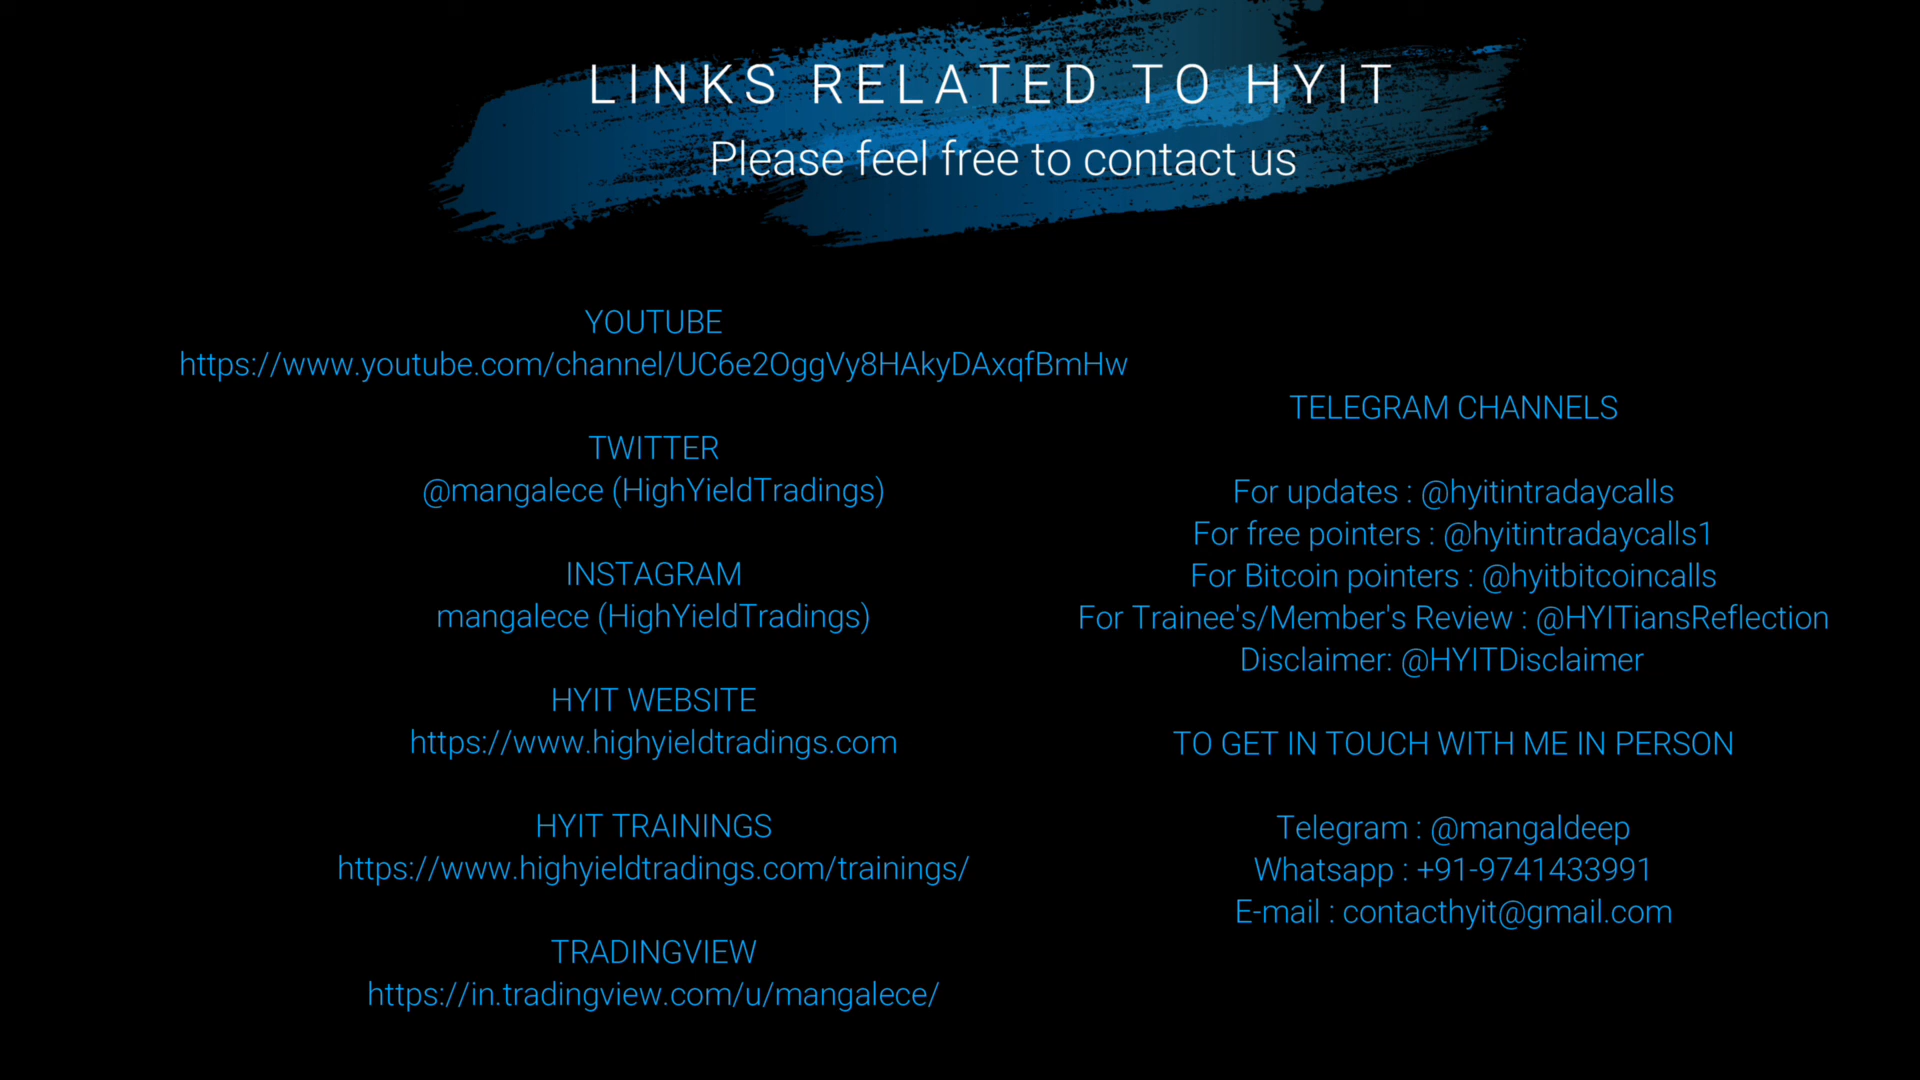 LINKS RELATED TO HYIT
Please feel free to contact us
YOUTUBE
https://www.youtube.com/channel/UC6e2OggVy8HAkyDAxqfBmHw
TWITTER
@mangalece (HighYieldTradings)
INSTAGRAM
mangalece (HighYieldTradings)
HYIT WEBSITE
https://www.highyieldtradings.com
HYIT TRAININGS
https://www.highyieldtradings.com/trainings/
TRADINGVIEW
https://in.tradingview.com/u/mangalece/
TELEGRAM CHANNELS
For updates : @hyitintradaycalls
For free pointers : @hyitintradaycalls1
For Bitcoin pointers : @hyitbitcoincalls
For Trainee's/Member's Review : @HYITiansReflection
Disclaimer: @HYITDisclaimer
TO GET IN TOUCH WITH ME IN PERSON
Telegram : @mangaldeep
Whatsapp : +91-9741433991
E-mail : contacthyit@gmail.com